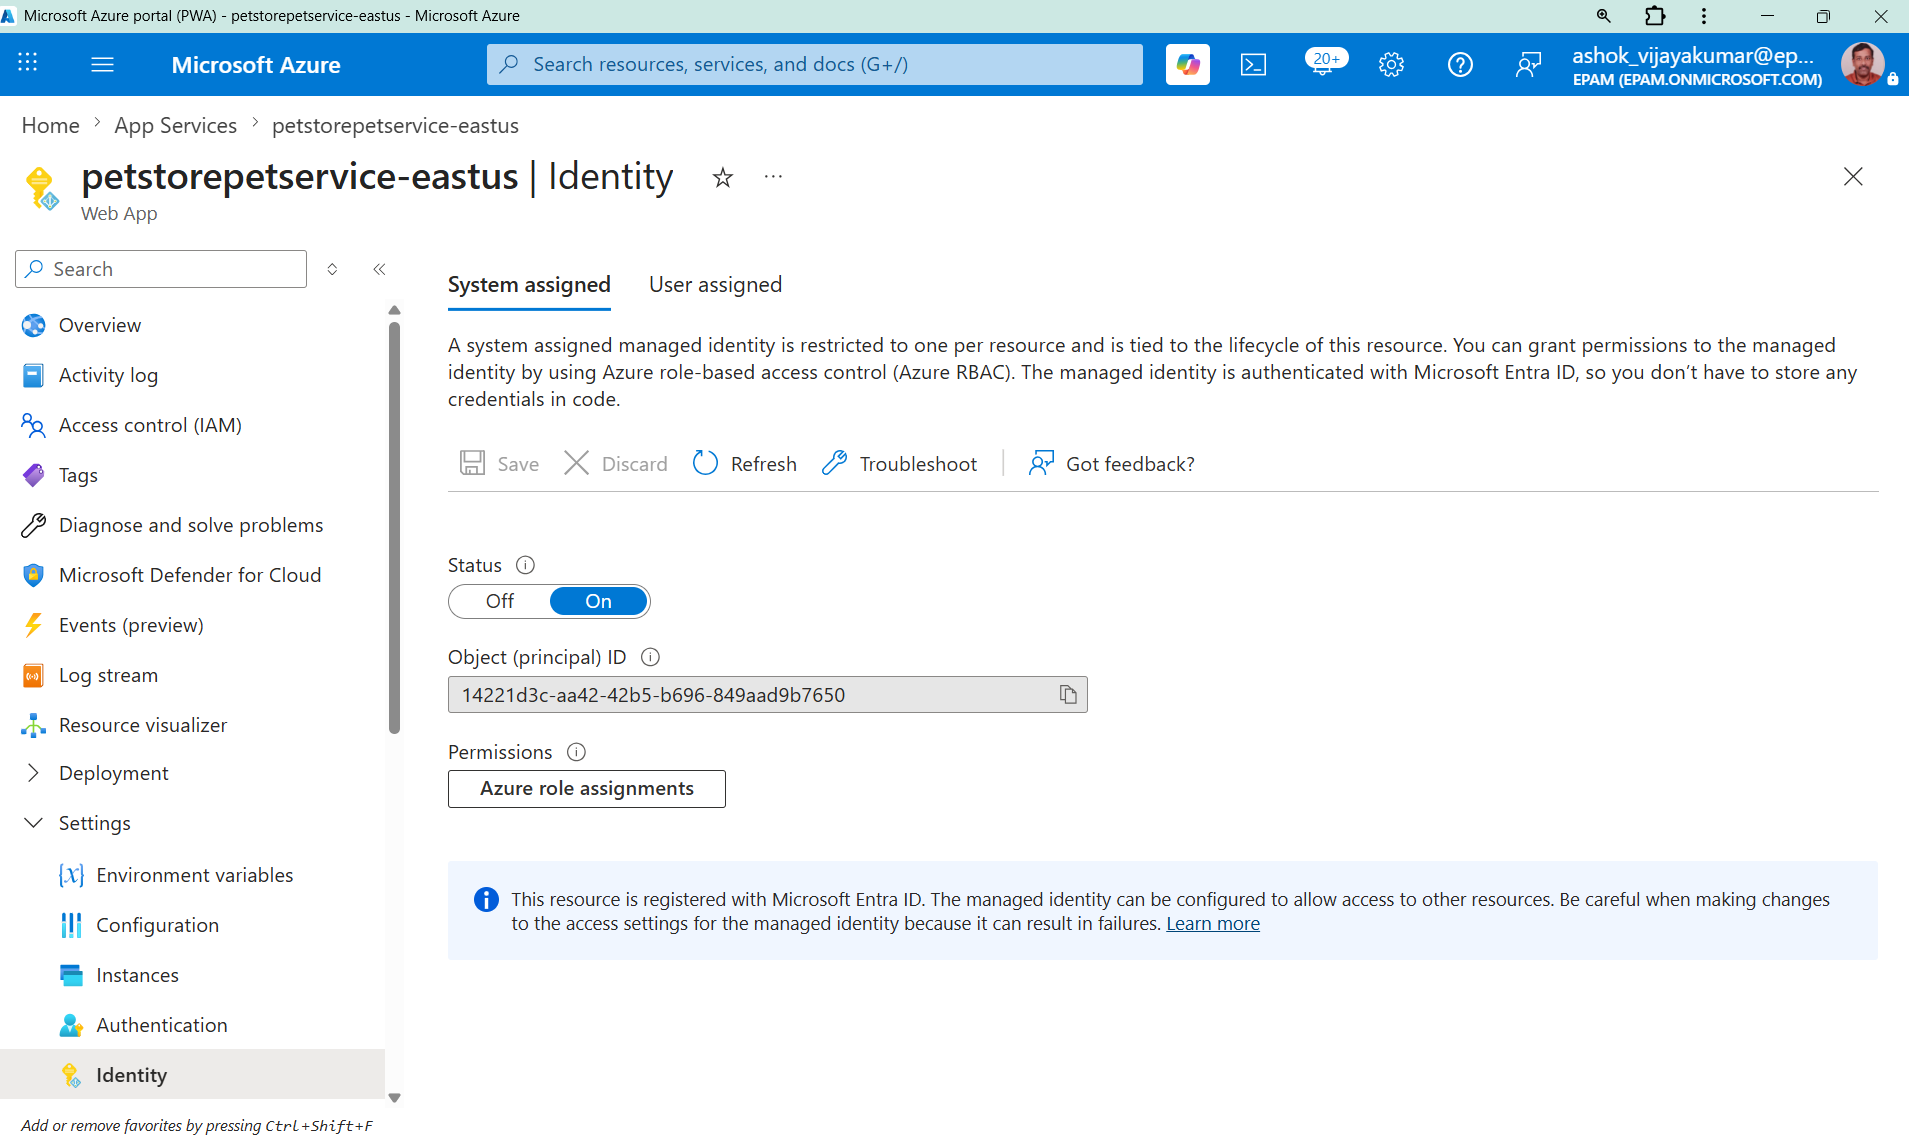 Microsoft Azure portal (PWA) - petstorepetservice-eastus - Microsoft Azure
Microsoft Azure
Search resources, services, and docs (G+/)
20+
ashok_vijayakumar@ep...
EPAM (EPAM.ONMICROSOFT.COM)
Home > App Services > petstorepetservice-eastus
petstorepetservice-eastus | Identity
Web App
Search
Overview
Activity log
Access control (IAM)
Tags
Diagnose and solve problems
Microsoft Defender for Cloud
Events (preview)
Log stream
Resource visualizer
Deployment
Settings
Environment variables
Configuration
Instances
Authentication
Identity
Add or remove favorites by pressing Ctrl+Shift+F
System assigned User assigned
A system assigned managed identity is restricted to one per resource and is tied to the lifecycle of this resource. You can grant permissions to the managed
identity by using Azure role-based access control (Azure RBAC). The managed identity is authenticated with Microsoft Entra ID, so you don’t have to store any
credentials in code.
Save Discard Refresh Troubleshoot Got feedback?
Status
Off On
Object (principal) ID
14221d3c-aa42-42b5-b696-849aad9b7650
Permissions
Azure role assignments
This resource is registered with Microsoft Entra ID. The managed identity can be configured to allow access to other resources. Be careful when making changes
to the access settings for the managed identity because it can result in failures. Learn more